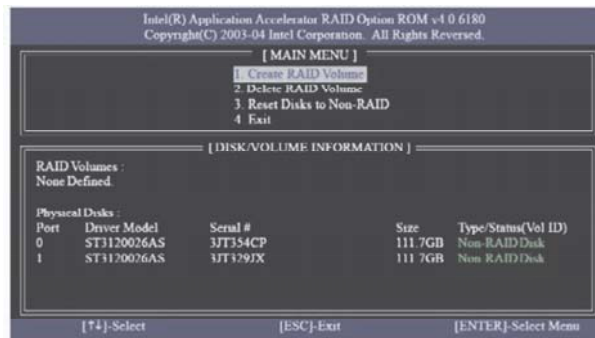 Intel(R) Application Accelerator RAID Option ROM v4 0 6180
Copyright(C) 2003-04 Intel Corporation. All Rights Reversed.
[ MAIN MENU ]
1. Create RAID Volume
2. Delete RAID Volume
3. Reset Disks to Non-RAID
4 Exit
[ DISK/VOLUME INFORMATION ]
RAID Volumes :
None Defined.
Physical Disks :
Port Driver Model Serial # Size Type/Status(Vol ID)
0 ST3120026AS 3JT354CP 111.7GB Non-RAID Disk
1 ST3120026AS 3JT329JX 111 7GB Non RAID Disk
[↑↓]-Select [ESC]-Exit [ENTER]-Select Menu